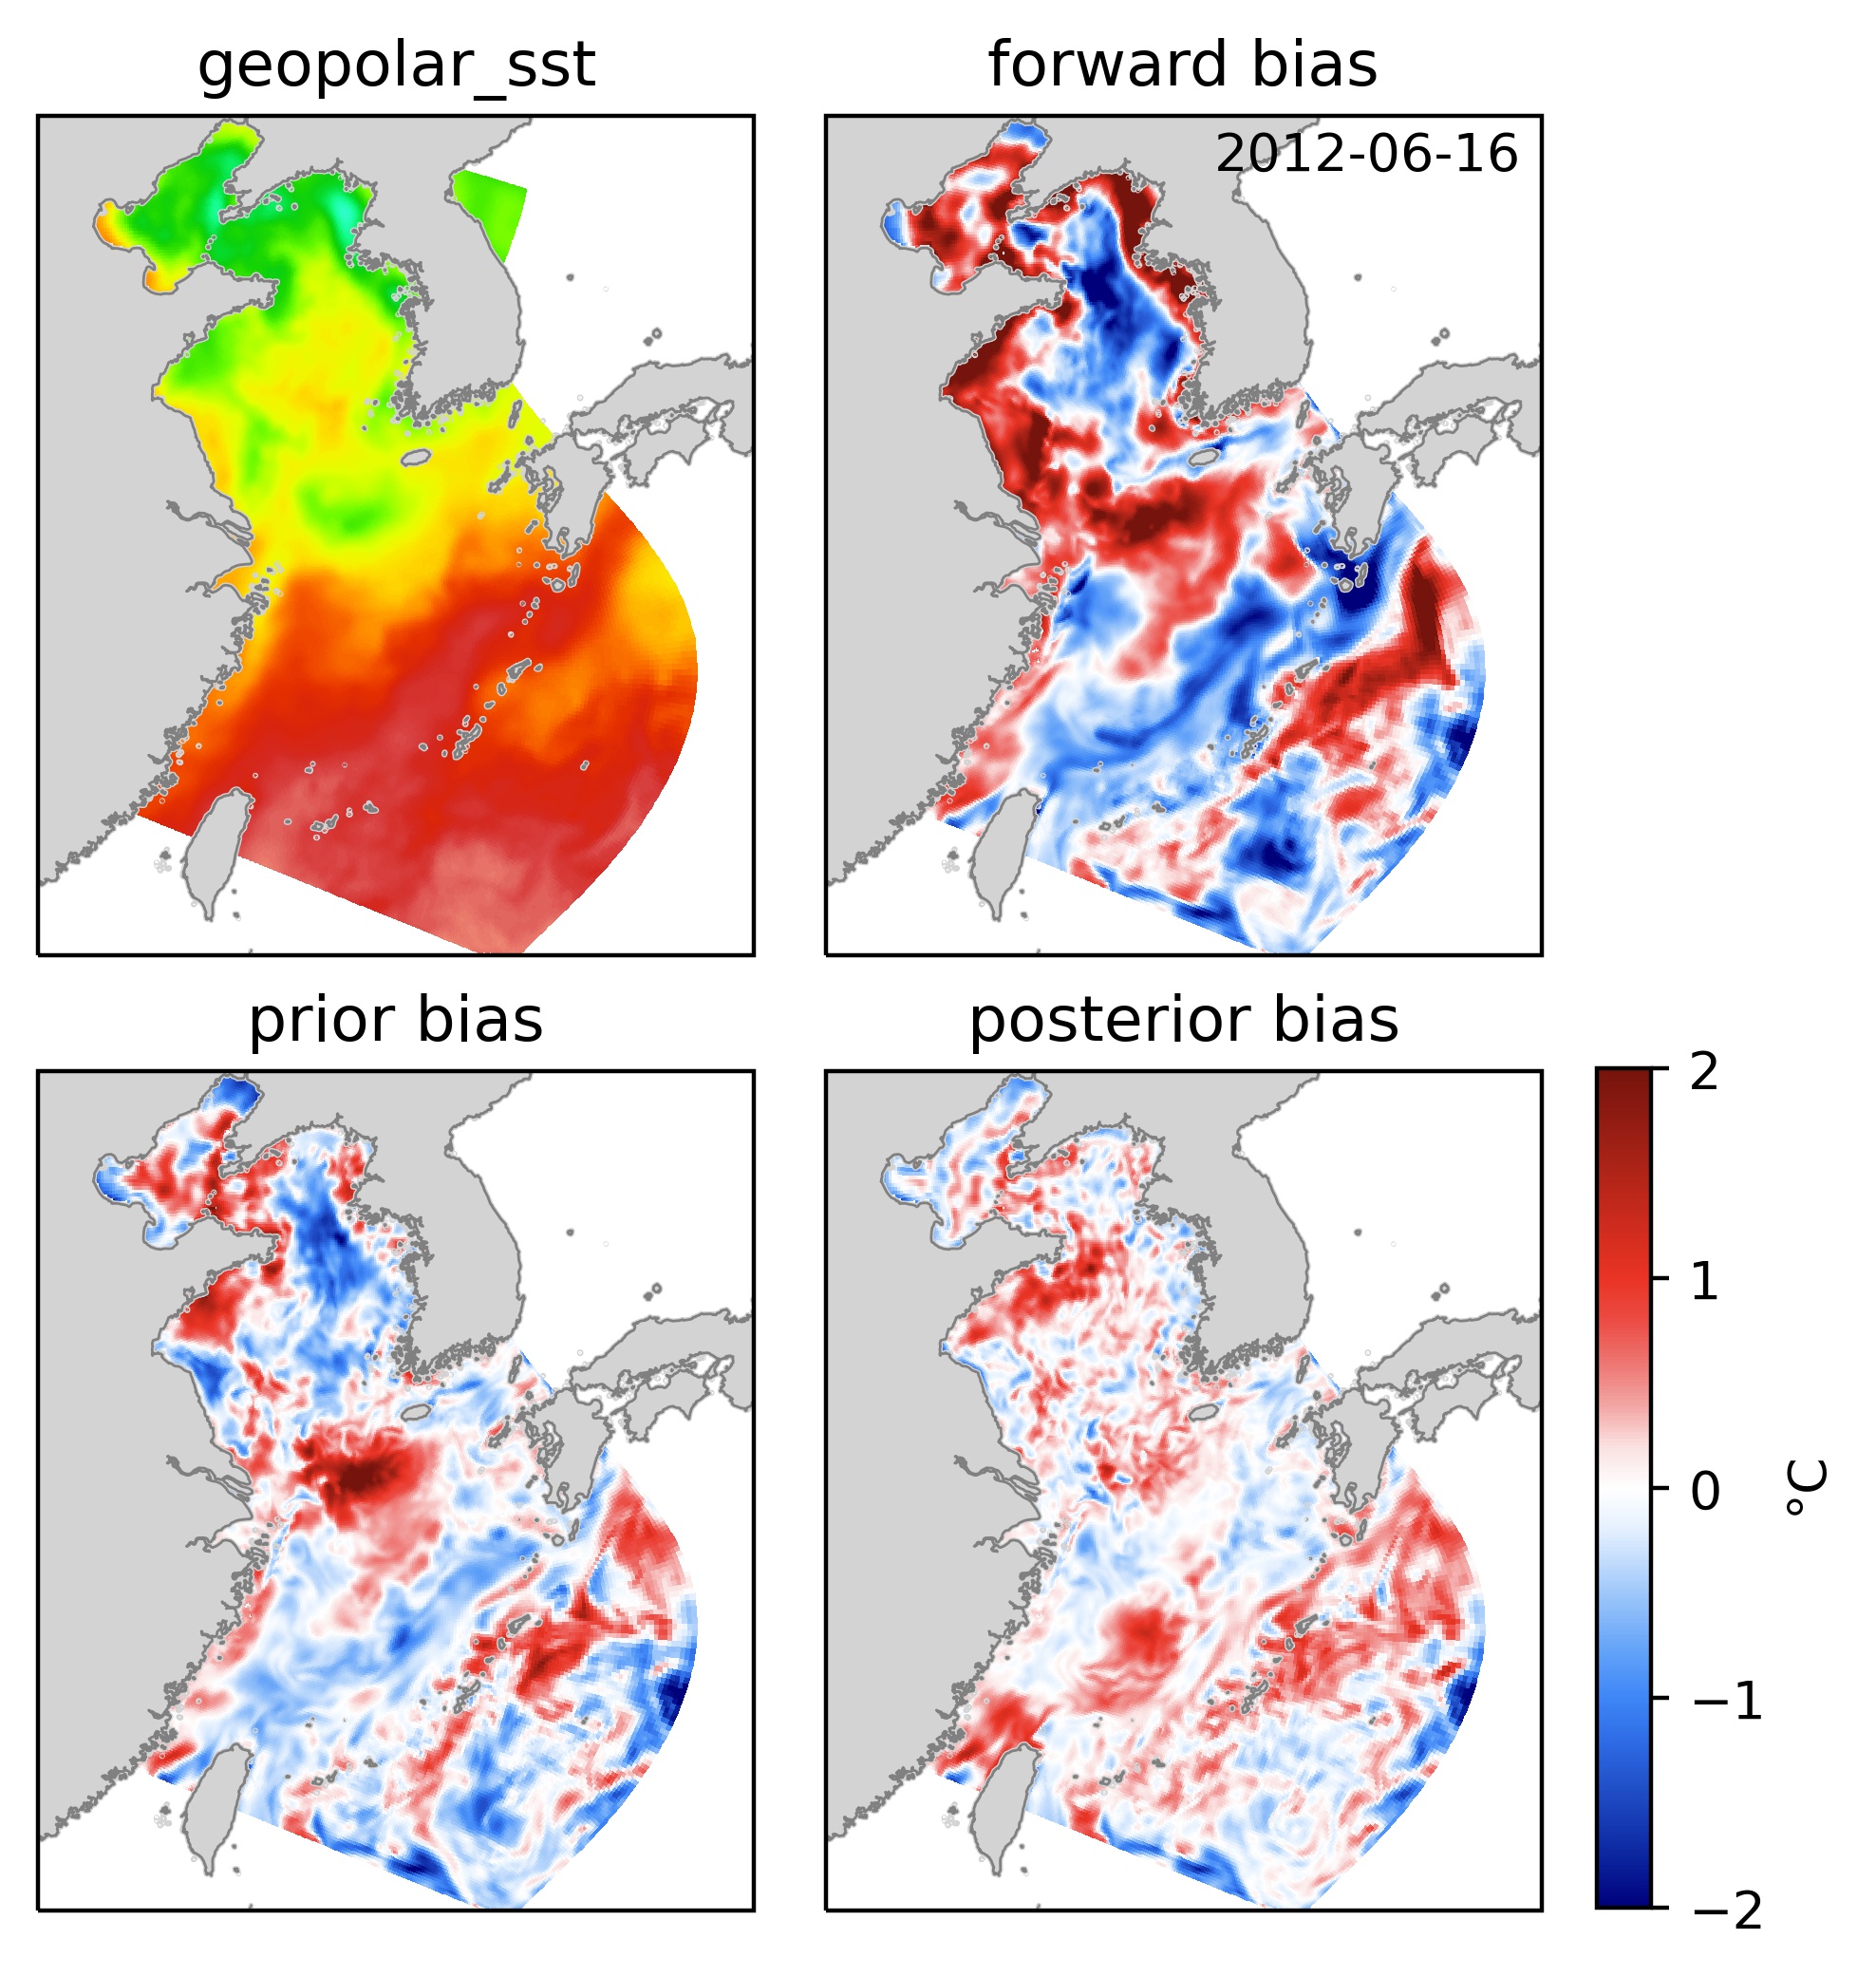 geopolar_sst
forward bias
2012-06-16
prior bias
posterior bias
2
1
0
−1
−2
°C